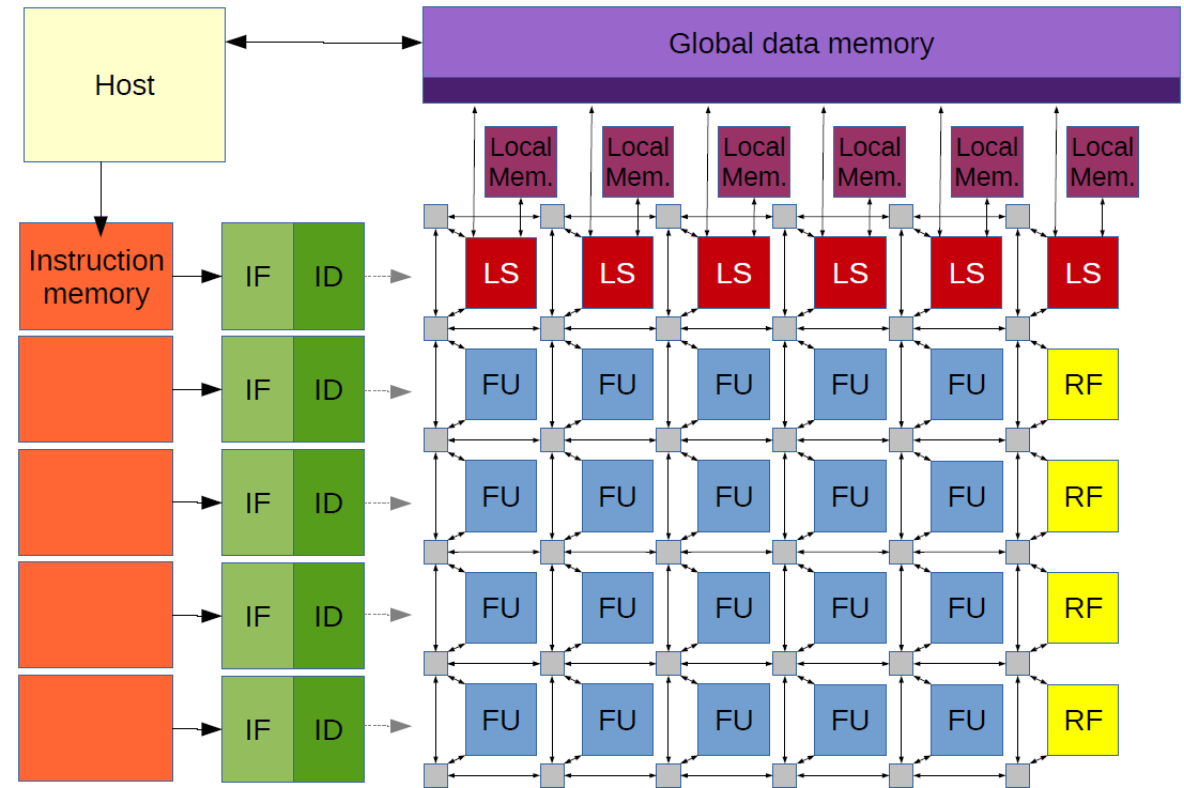 Host
Global data memory
Local
Mem.
Local
Mem.
Local
Mem.
Local
Mem.
Local
Mem.
Local
Mem.
Instruction
memory
IF ID
LS LS LS LS LS LS
IF ID
FU FU FU FU FU RF
IF ID
FU FU FU FU FU RF
IF ID
FU FU FU FU FU RF
IF ID
FU FU FU FU FU RF